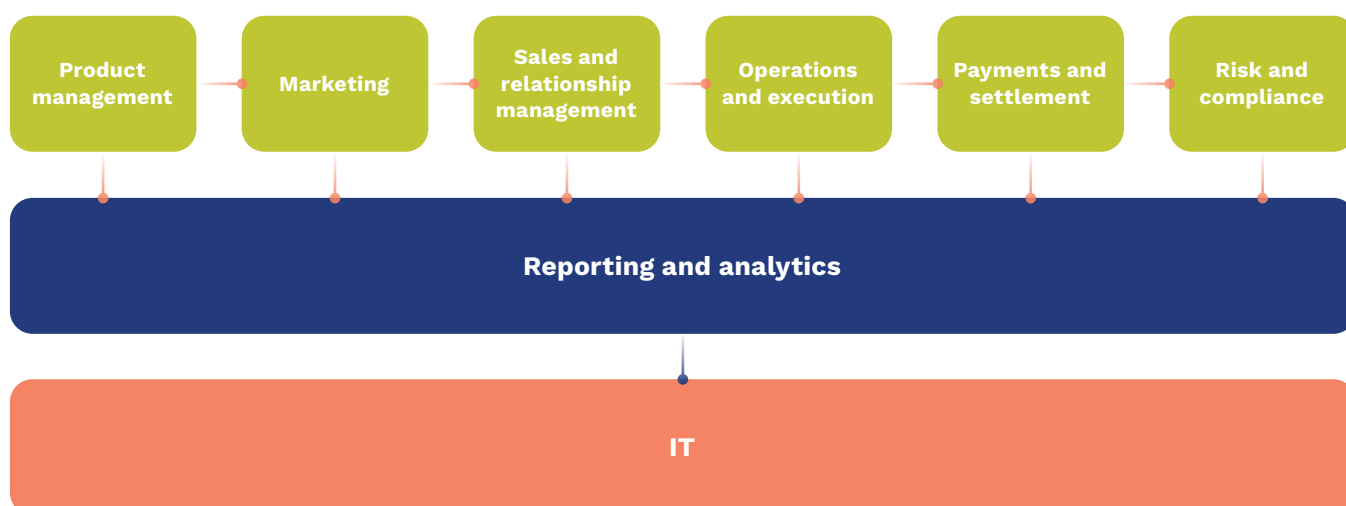 Product
management
Marketing
Sales and
relationship
management
Operations
and execution
Payments and
settlement
Risk and
compliance
Reporting and analytics
IT